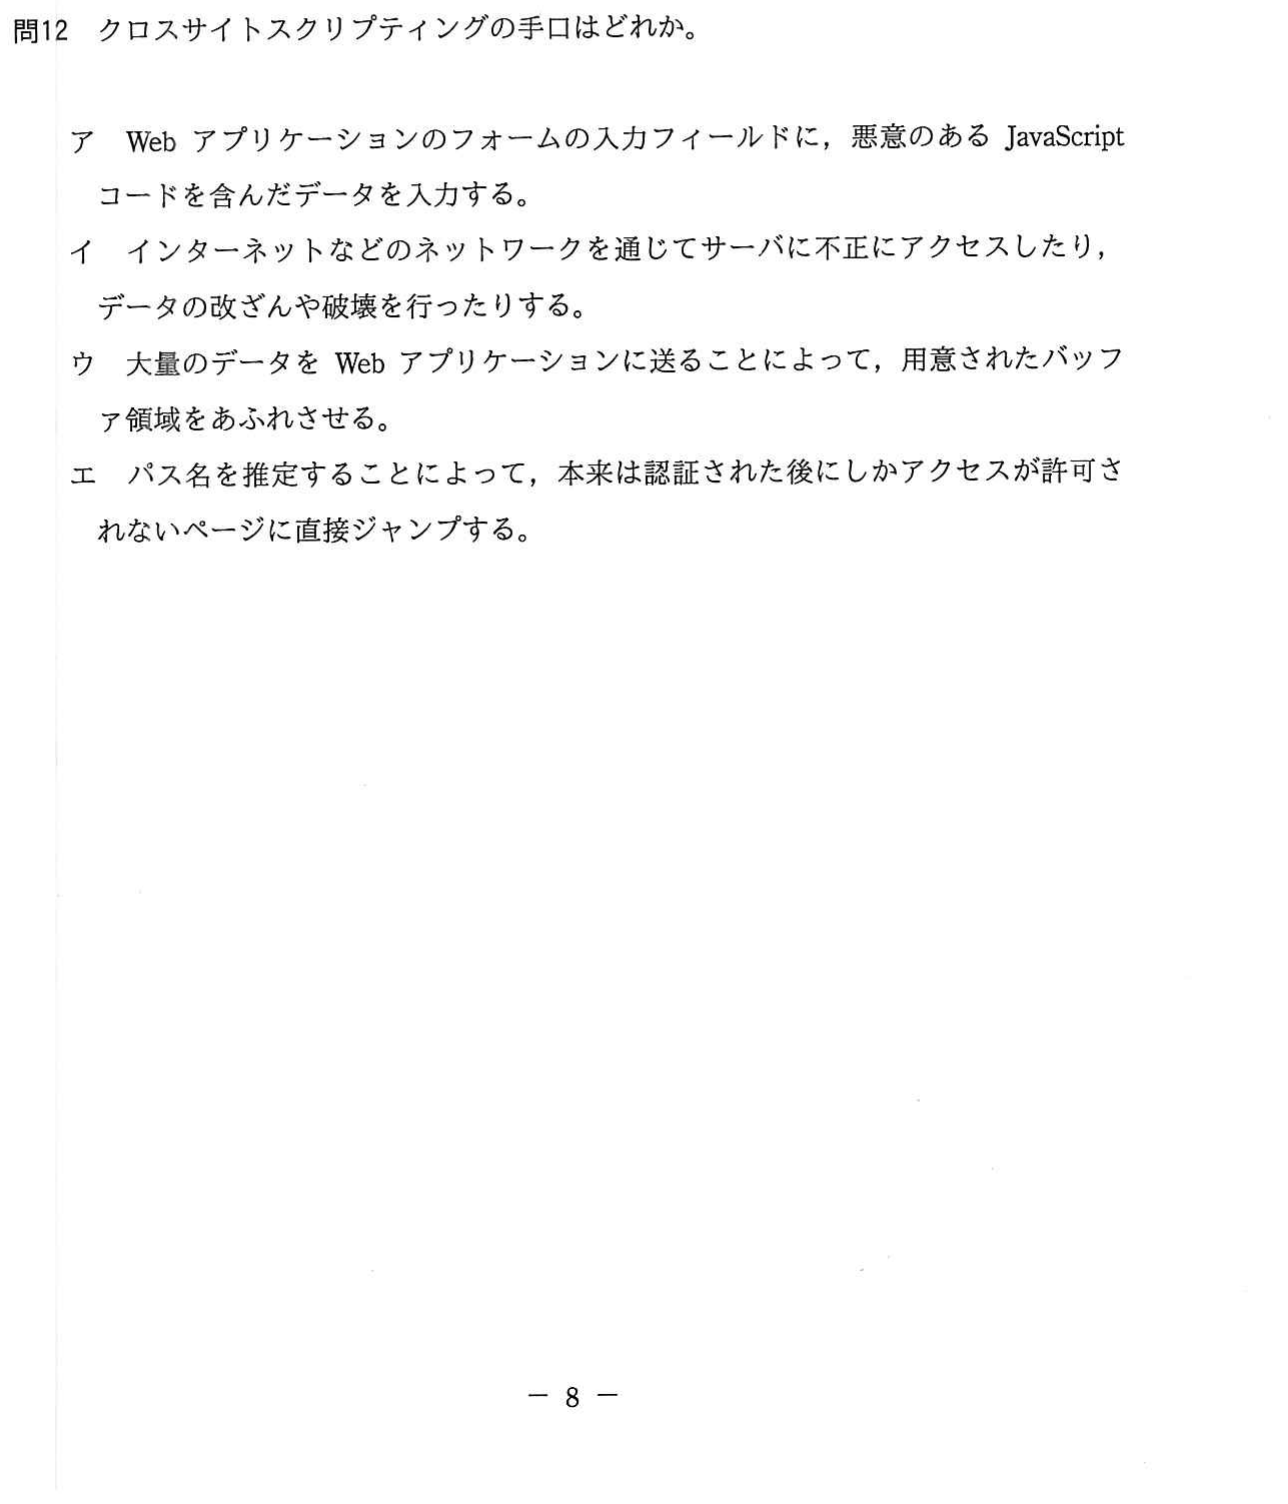 問12　クロスサイトスクリプティングの手口はどれか。
ア　Web アプリケーションのフォームの入力フィールドに，悪意のある JavaScript
コードを含んだデータを入力する。
イ　インターネットなどのネットワークを通じてサーバに不正にアクセスしたり，
データの改ざんや破壊を行ったりする。
ウ　大量のデータを Web アプリケーションに送ることによって，用意されたバッフ
ァ領域をあふれさせる。
エ　パス名を推定することによって，本来は認証された後にしかアクセスが許可さ
れないページに直接ジャンプする。
－ 8 －